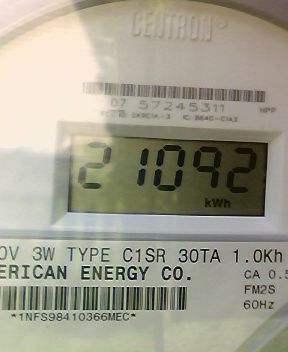 CENTRON®
07 57245311
HPP
21092
kWh
0V 3W TYPE C1SR 30TA 1.0Kh
ERICAN ENERGY CO.
CA 0.5
FM2S
60Hz
*1NFS98410366MEC*